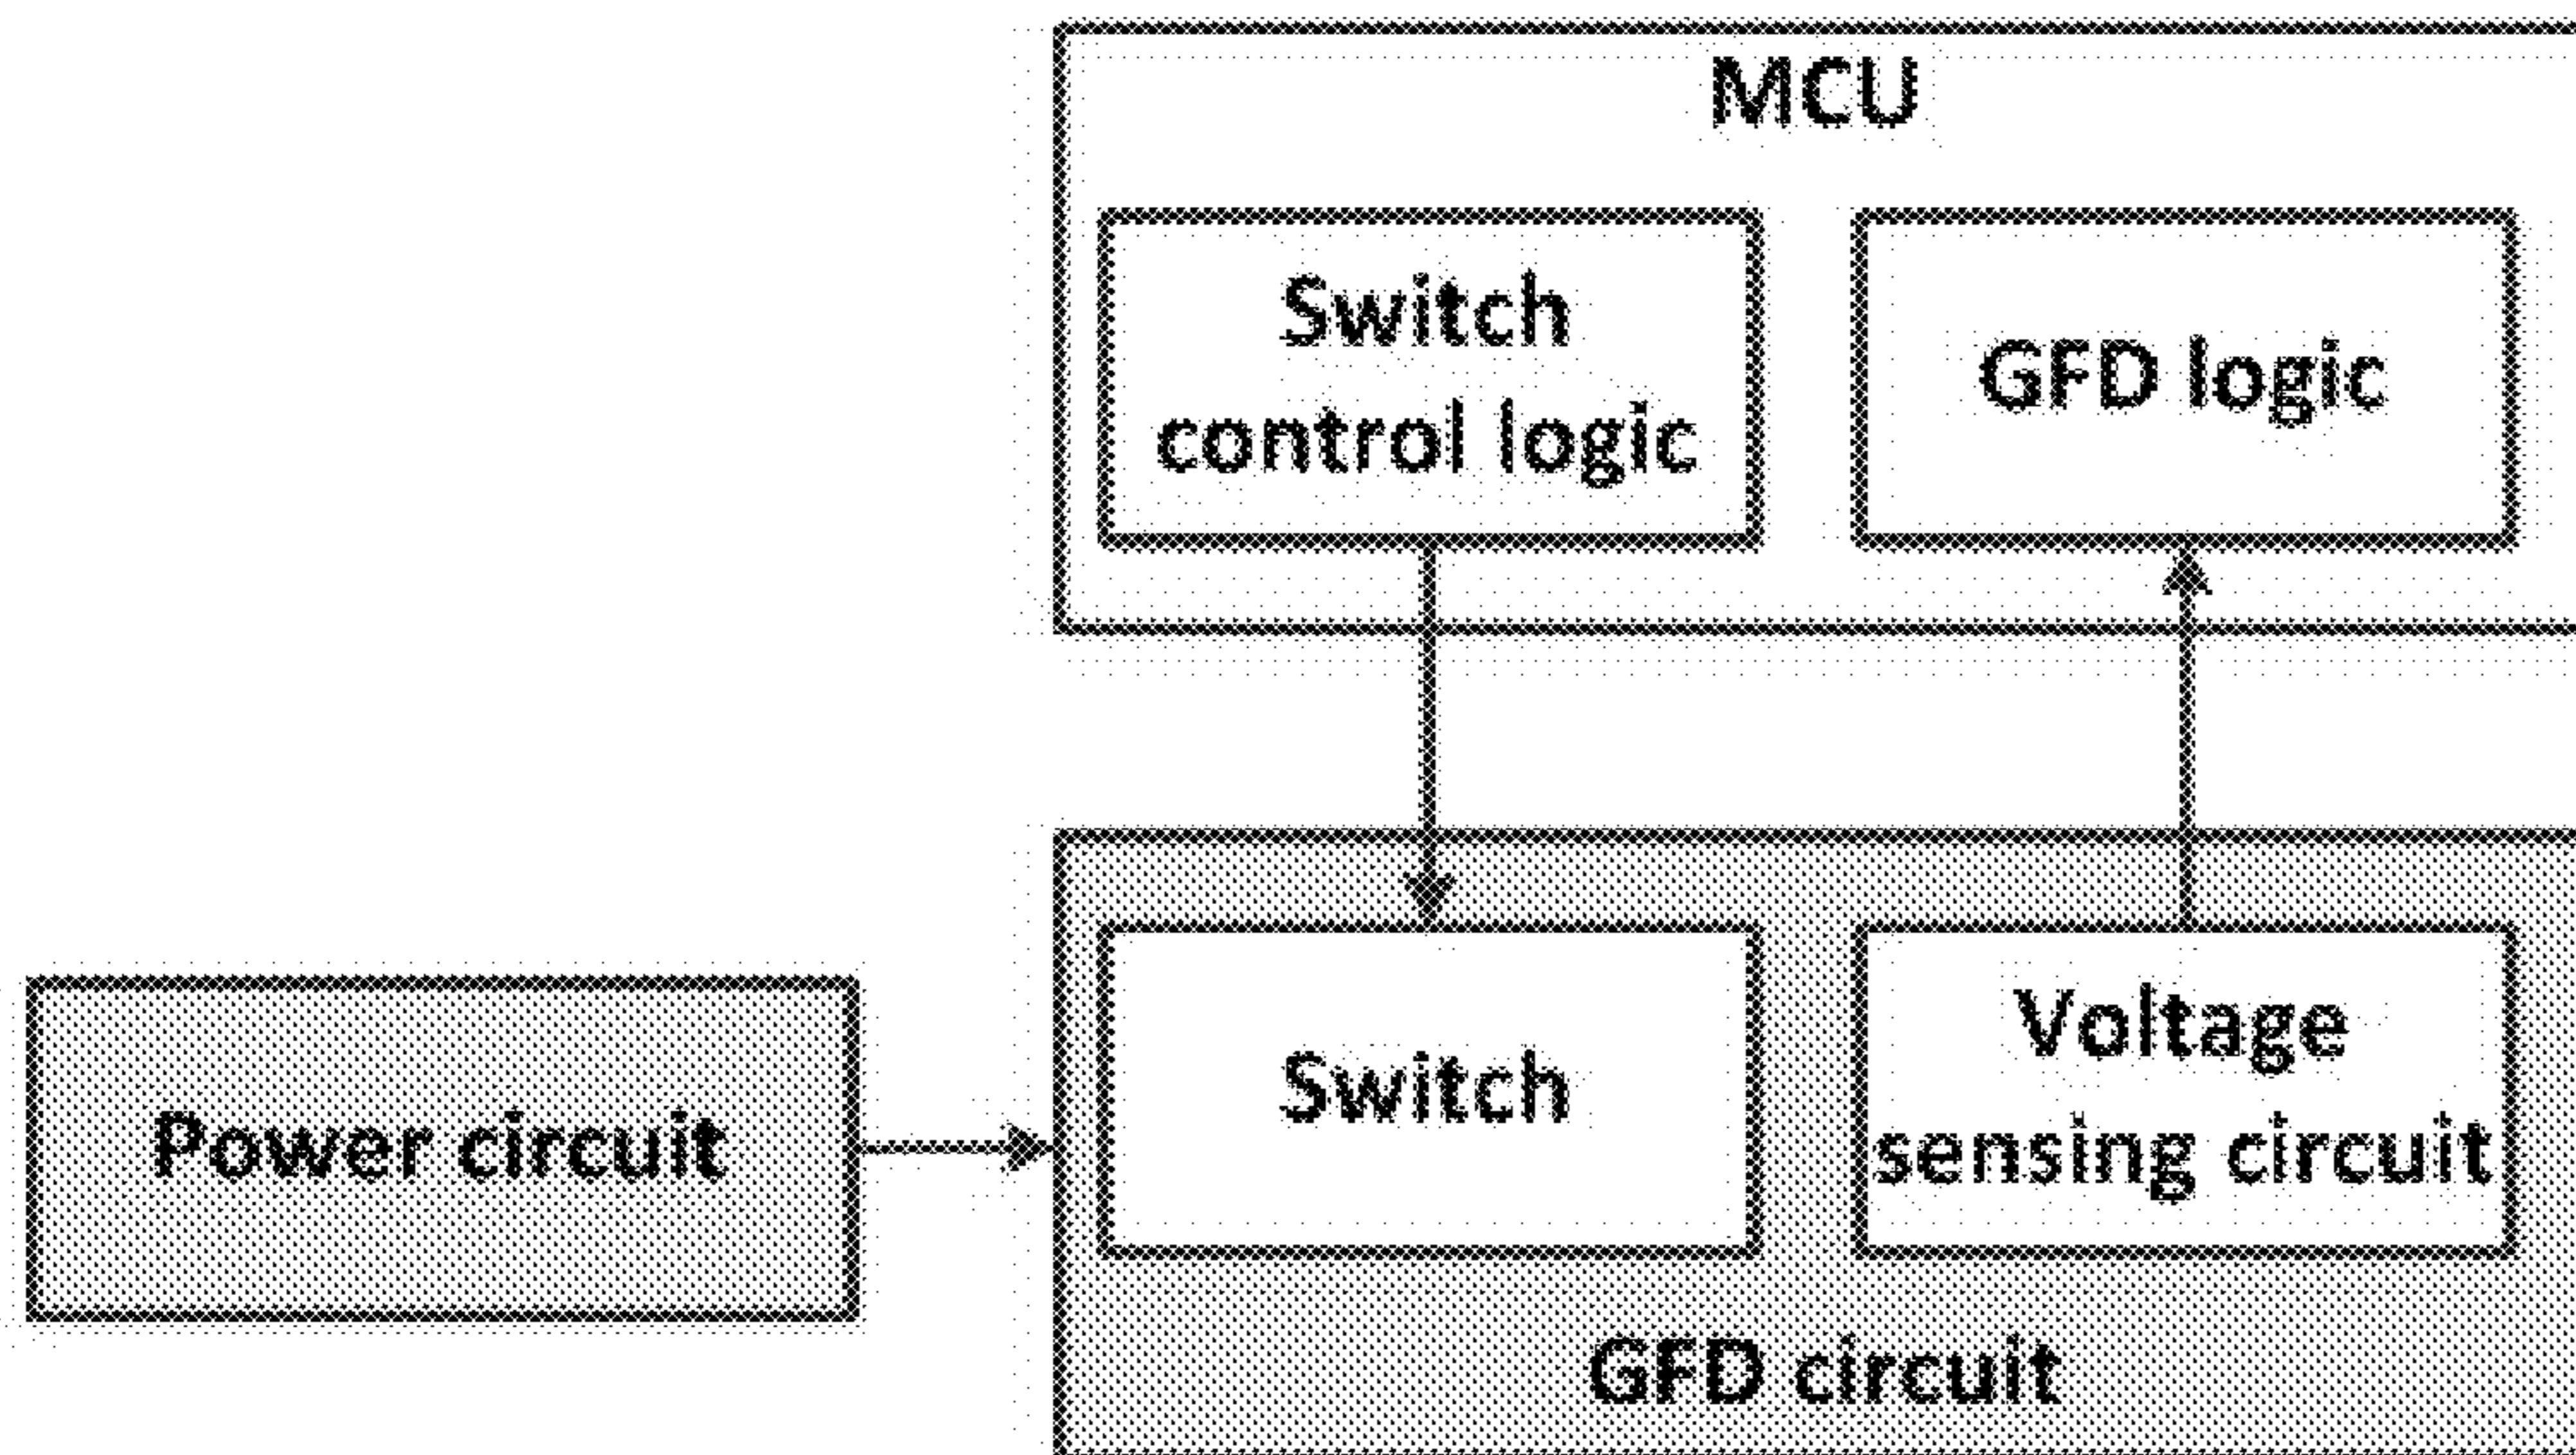 MCU
Switch
control logic
GFD logic
Switch
Voltage
sensing circuit
Power circuit
GFD circuit